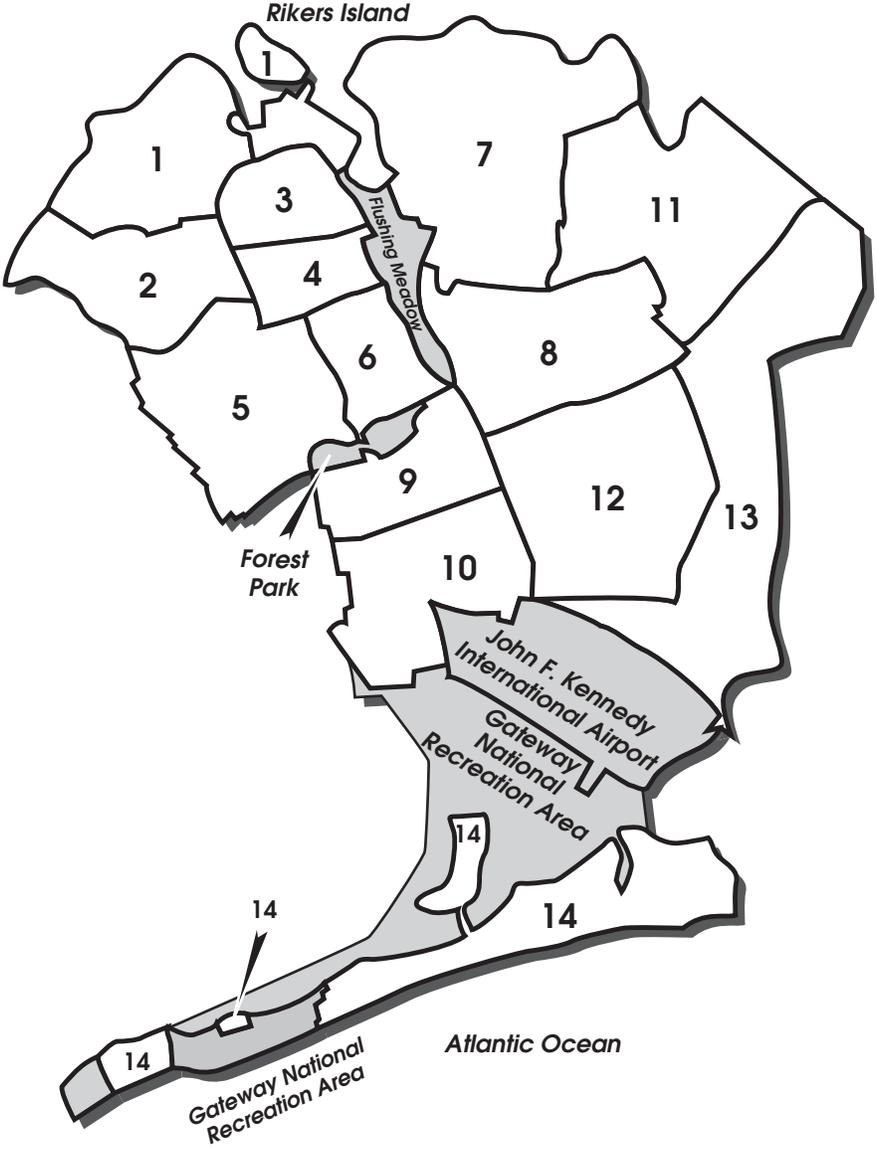 Rikers Island
1
1
7
3
11
Flushing Meadow
4
2
8
6
5
9
12
13
Forest
Park
10
John F. Kennedy
International Airport
Gateway
National
Recreation Area
14
14
14
14
Atlantic Ocean
Gateway National
Recreation Area